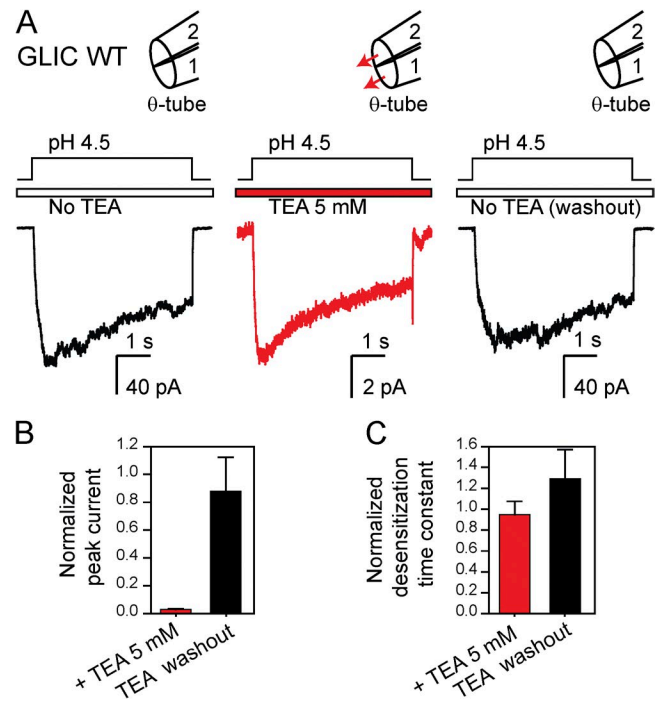 A
GLIC WT
2
1
θ-tube
2
1
θ-tube
2
1
θ-tube
pH 4.5
No TEA
1 s
40 pA
pH 4.5
TEA 5 mM
1 s
2 pA
pH 4.5
No TEA (washout)
1 s
40 pA
B
Normalized
peak current
1.2
1.0
0.8
0.6
0.4
0.2
0.0
+ TEA 5 mM
TEA washout
C
Normalized
desensitization
time constant
1.6
1.4
1.2
1.0
0.8
0.6
0.4
0.2
0.0
+ TEA 5 mM
TEA washout